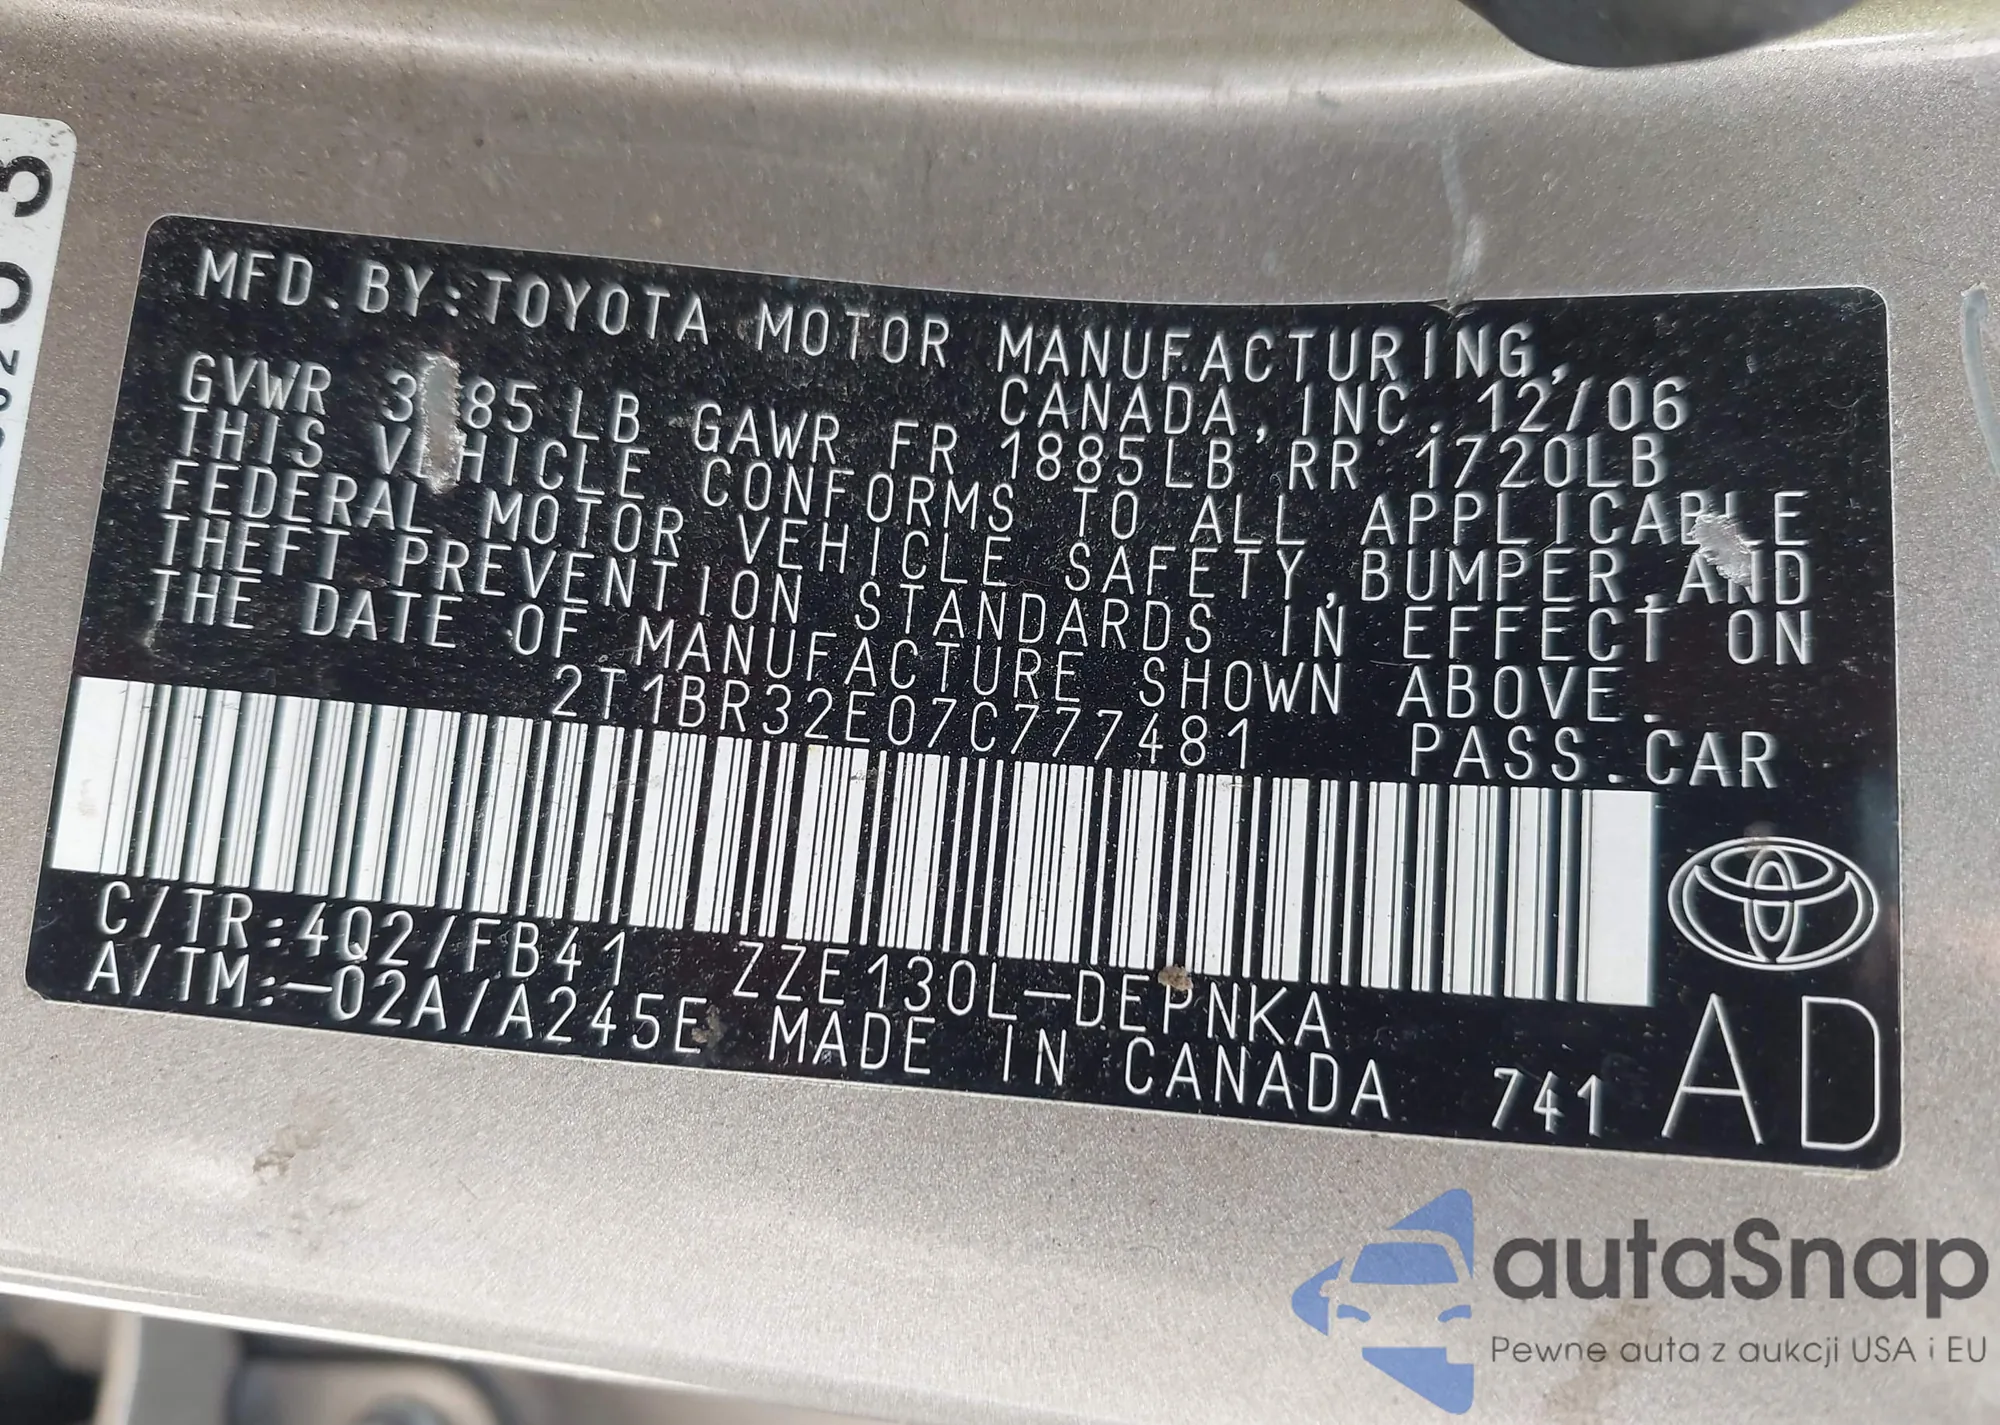 MFD.BY:TOYOTA MOTOR MANUFACTURING,
CANADA,INC. 12/06
GVWR LB GAWR FR 1885LB RR 1720LB
THIS VEHICLE CONFORMS TO ALL APPLICABLE
FEDERAL MOTOR VEHICLE SAFETY,BUMPER,AND
THEFT PREVENTION STANDARDS IN EFFECT ON
THE DATE OF MANUFACTURE SHOWN ABOVE.
2T1BR32E07C777481 PASS.CAR
C/TR:4Q2/FB41 ZZE130L-DEPNKA
A/TM:-02A/A245E MADE IN CANADA 741 AD
autaSnap
Pewne auta z aukcji USA i EU